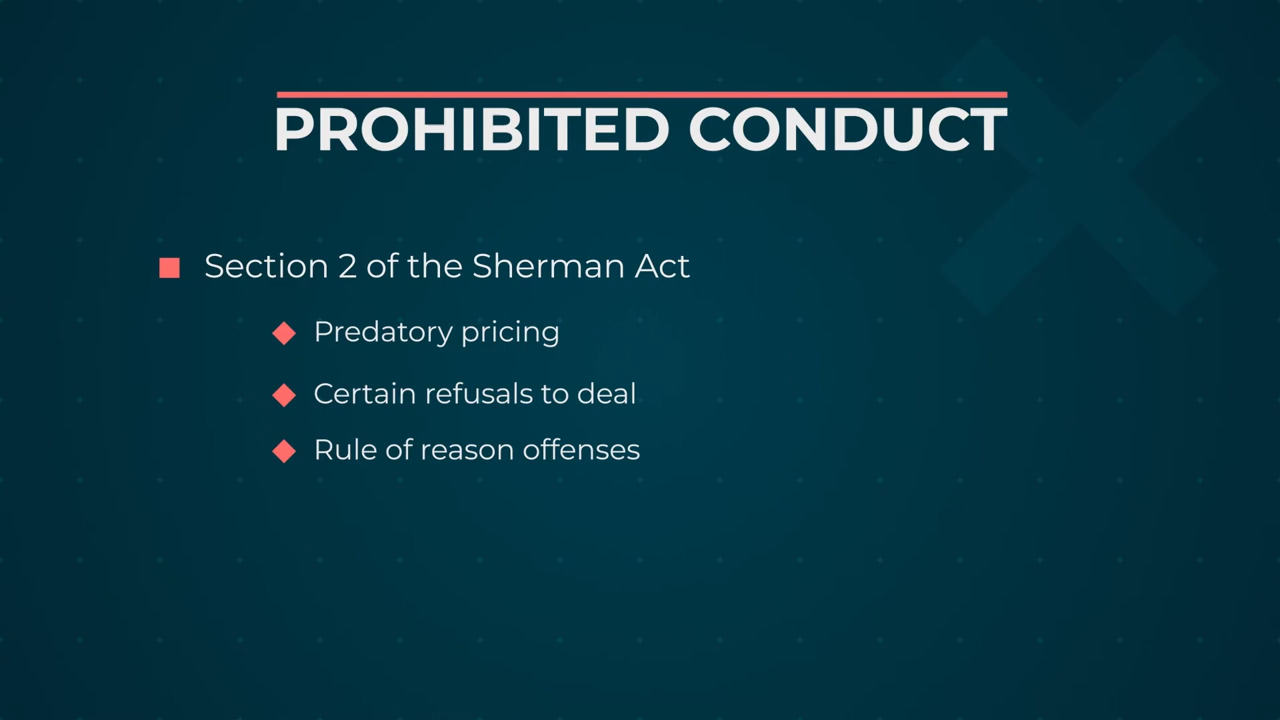 PROHIBITED CONDUCT
Section 2 of the Sherman Act
Predatory pricing
Certain refusals to deal
Rule of reason offenses